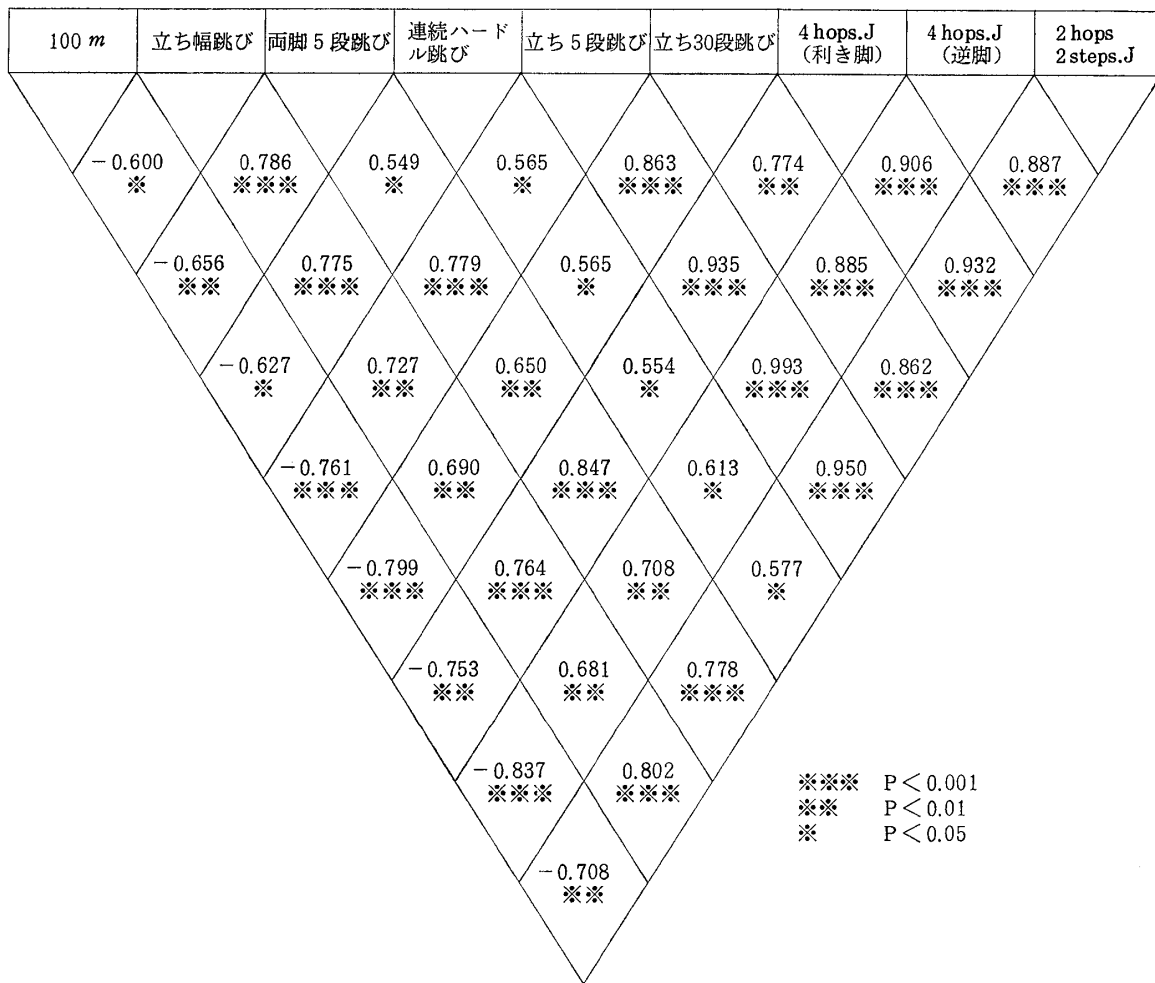 100 m 立ち幅跳び 両脚5段跳び 連続ハードル跳び 立ち5段跳び 立ち30段跳び 4 hops.J (利き脚) 4 hops.J (逆脚) 2 hops 2 steps.J
-0.600 0.786 0.549 0.565 0.863 0.774 0.906 0.887
※ ※※※ ※ ※ ※※※ ※※ ※※※ ※※※
-0.656 0.775 0.779 0.565 0.935 0.885 0.932
※※ ※※※ ※※※ ※ ※※※ ※※※ ※※※
-0.627 0.727 0.650 0.554 0.993 0.862
※ ※※ ※※ ※ ※※※ ※※※
-0.761 0.690 0.847 0.613 0.950
※※※ ※※ ※※※ ※ ※※※
-0.799 0.764 0.708 0.577
※※※ ※※※ ※※ ※
-0.753 0.681 0.778
※※ ※※ ※※※
-0.837 0.802
※※※ ※※※
-0.708
※※
※※※ P<0.001
※※ P<0.01
※ P<0.05